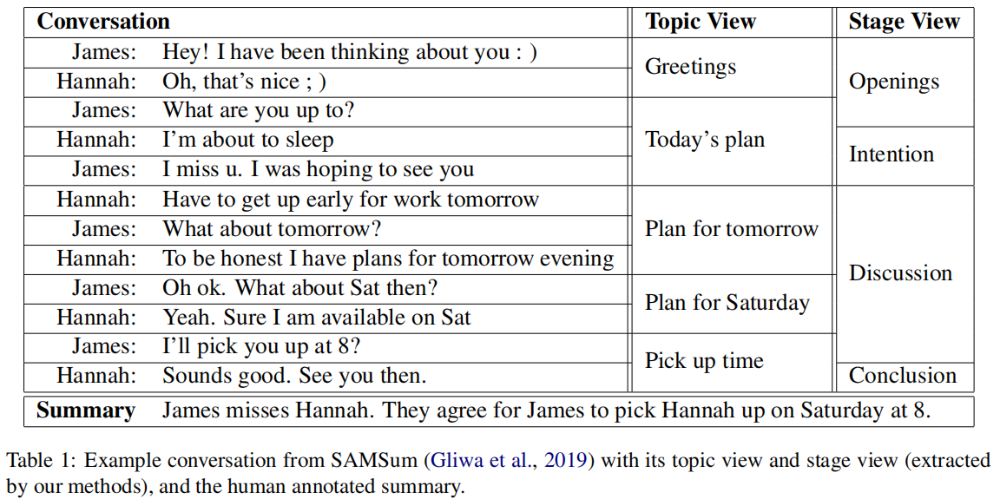 Conversation Topic View Stage View
James: Hey! I have been thinking about you : )
Greetings
Openings
Hannah: Oh, that's nice ; )
James: What are you up to?
Today's plan
Hannah: I'm about to sleep
Intention
James: I miss u. I was hoping to see you
Hannah: Have to get up early for work tomorrow
Plan for tomorrow
Discussion
James: What about tomorrow?
Hannah: To be honest I have plans for tomorrow evening
James: Oh ok. What about Sat then?
Plan for Saturday
Hannah: Yeah. Sure I am available on Sat
James: I'll pick you up at 8?
Pick up time
Hannah: Sounds good. See you then.
Conclusion
Summary James misses Hannah. They agree for James to pick Hannah up on Saturday at 8.
Table 1: Example conversation from SAMSum (Gliwa et al., 2019) with its topic view and stage view (extracted
by our methods), and the human annotated summary.